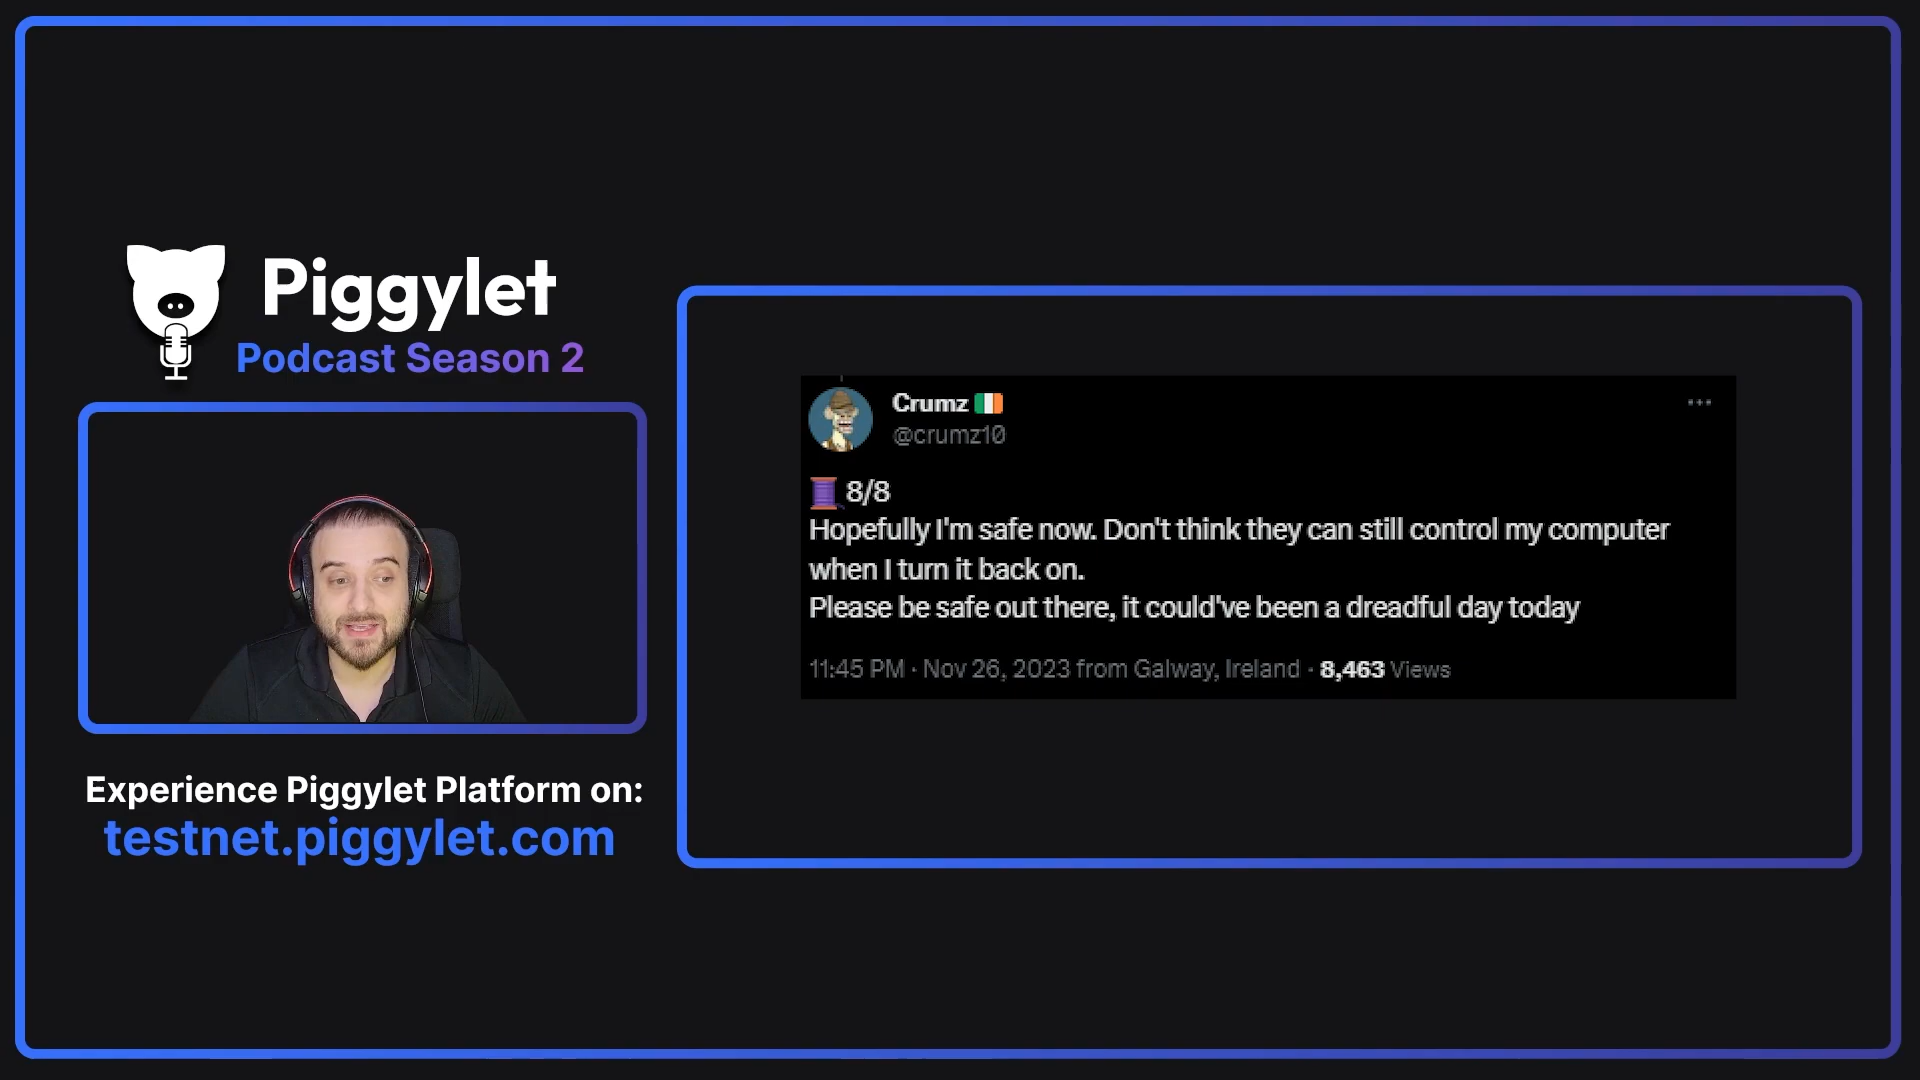 Piggylet
Podcast Season 2
Experience Piggylet Platform on:
testnet.piggylet.com
Crumz
@crumz10
8/8
Hopefully I'm safe now. Don't think they can still control my computer
when I turn it back on.
Please be safe out there, it could've been a dreadful day today
11:45 PM · Nov 26, 2023 from Galway, Ireland · 8,463 Views